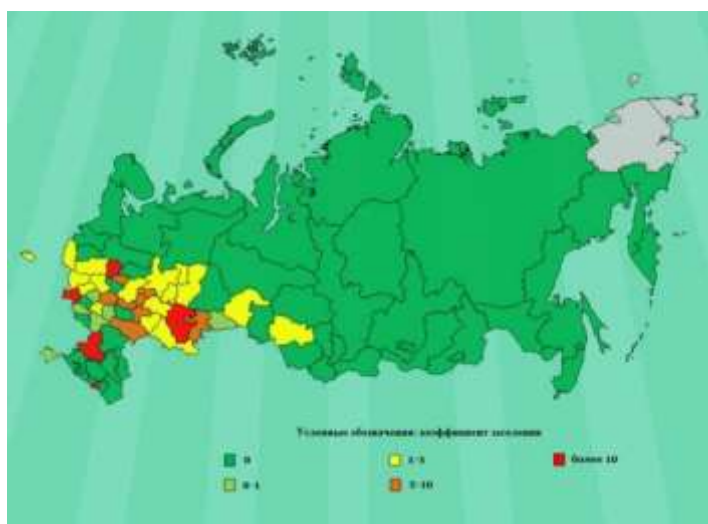 Условные обозначения: коэффициент заселения
0
1-5
более 10
0-1
5-10